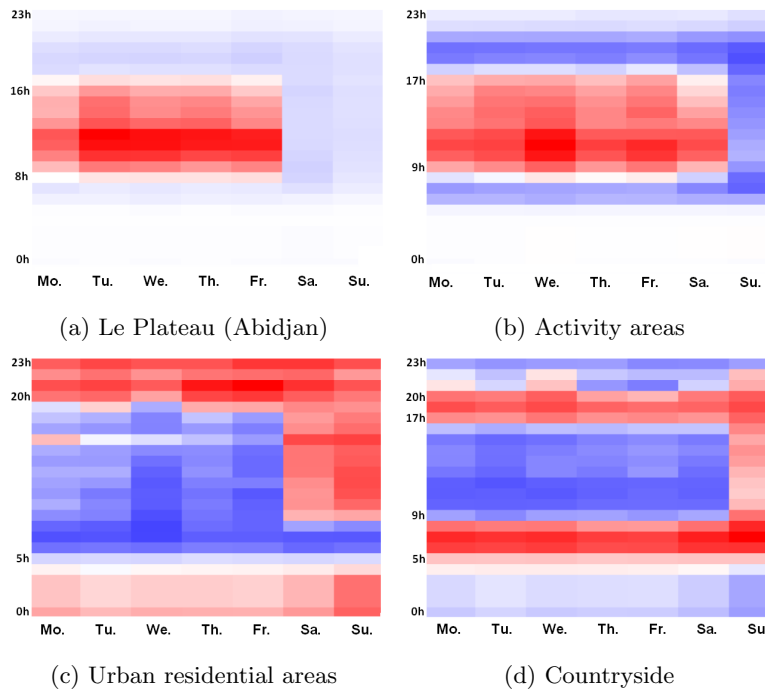 23h
16h
8h
0h
Mo. Tu. We. Th. Fr. Sa. Su.
(a) Le Plateau (Abidjan)
23h
17h
9h
0h
Mo. Tu. We. Th. Fr. Sa. Su.
(b) Activity areas
23h
20h
5h
0h
Mo. Tu. We. Th. Fr. Sa. Su.
(c) Urban residential areas
23h
20h
17h
9h
0h
Mo. Tu. We. Th. Fr. Sa. Su
(d) Countryside